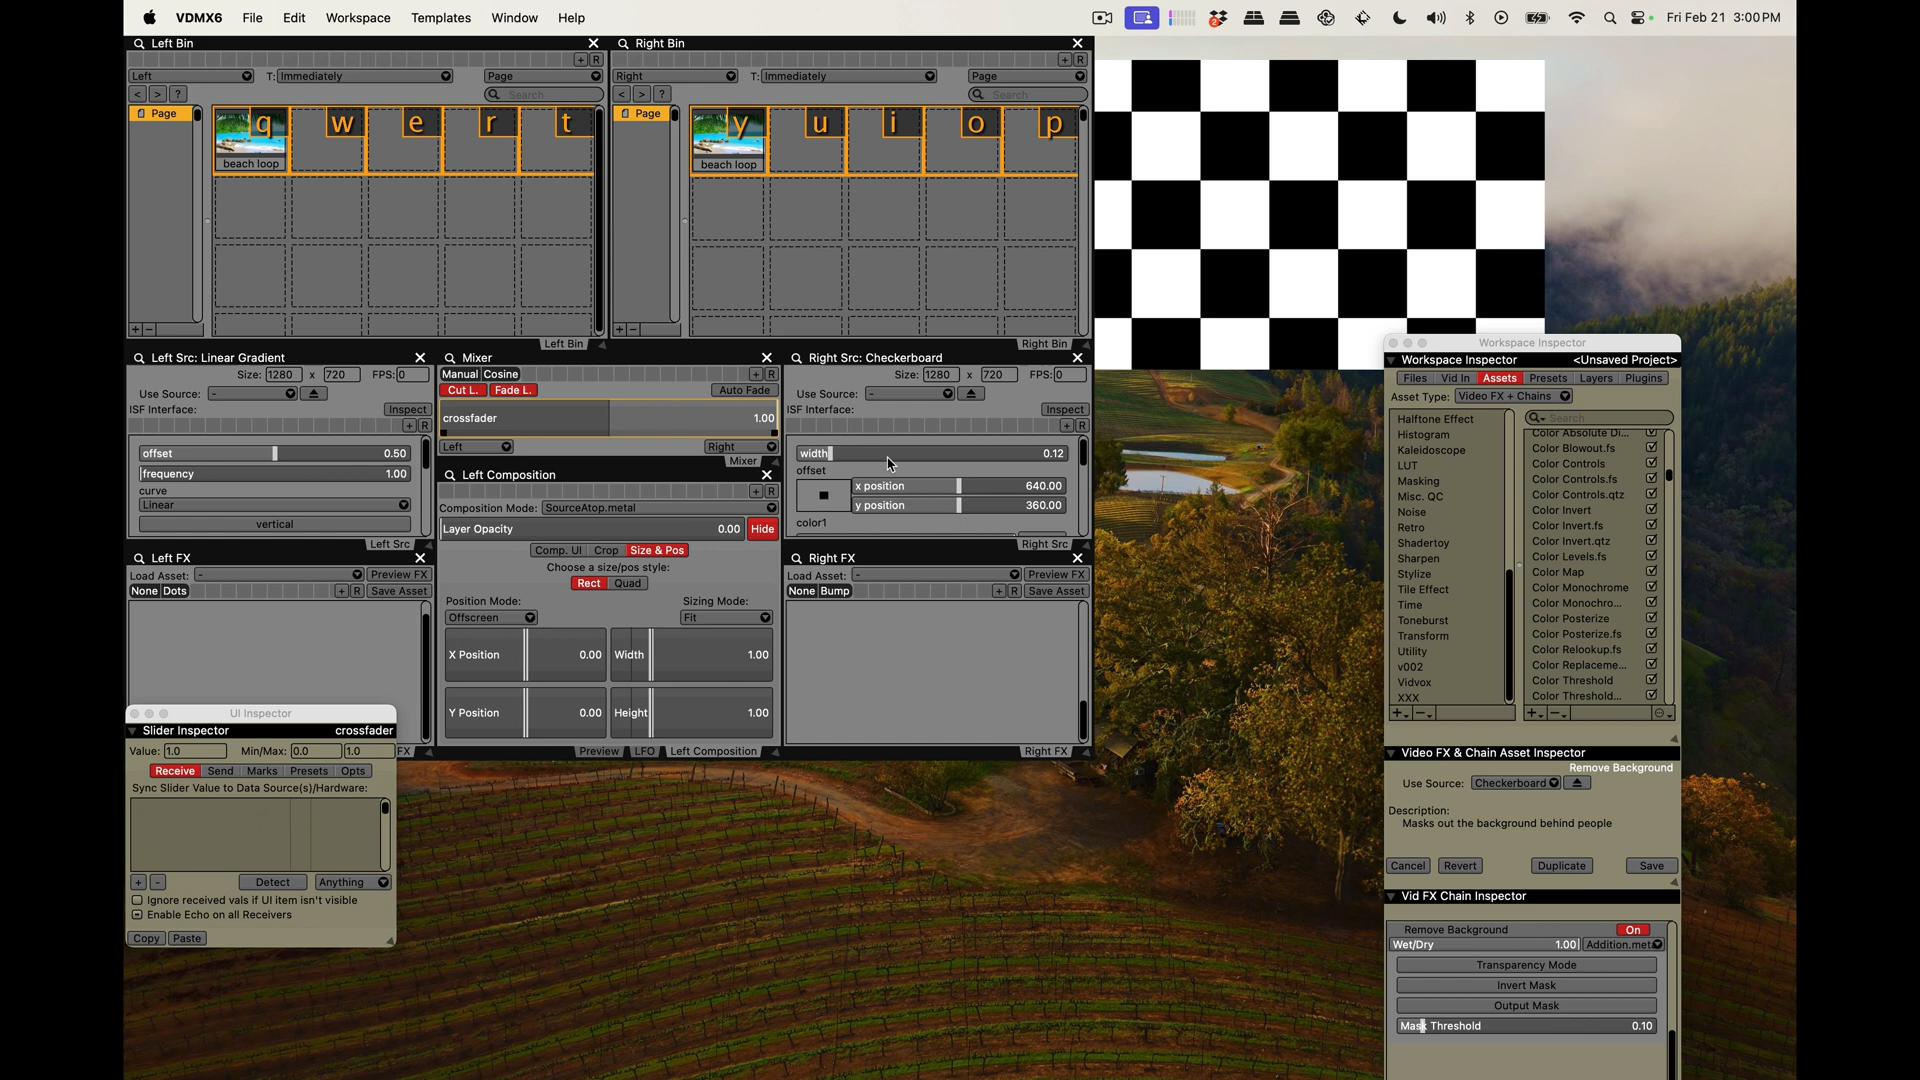 VDMX6 File Edit Workspace Templates Window Help
2
Fri Feb 21 3:00 PM
Left Bin
Right Bin
+ R
+ R
Left T: Immediately Page
Right T: Immediately Page
< > ? Search
< > ? Search
Page
q w e r t
Page
y u i o p
beach loop
beach loop
+ -
+ -
Left Bin
Right Bin
Left Src: Linear Gradient
Size: 1280 x 720 FPS: 0
Use Source: -
ISF Interface: Inspect
+ R
offset 0.50
frequency 1.00
curve
Linear
vertical
Left Src
Mixer
Manual Cosine + R
Cut L. Fade L. Auto Fade
crossfader 1.00
Left Right
Mixer
Right Src: Checkerboard
Size: 1280 x 720 FPS: 0
Use Source: -
ISF Interface: Inspect
+ R
width 0.12
offset
x position 640.00
y position 360.00
color1
Right Src
Left Composition
+ R
Composition Mode: SourceAtop.metal
Layer Opacity 0.00 Hide
Comp. UI Crop Size & Pos
Choose a size/pos style:
Rect Quad
Position Mode: Sizing Mode:
Offscreen Fit
X Position 0.00 Width 1.00
Y Position 0.00 Height 1.00
Preview LFO Left Composition
Left FX
Load Asset: - Preview FX
None Dots + R Save Asset
FX
Right FX
Load Asset: - Preview FX
None Bump + R Save Asset
Right FX
UI Inspector
Slider Inspector crossfader
Value: 1.0 Min/Max: 0.0 1.0
Receive Send Marks Presets Opts
Sync Slider Value to Data Source(s)/Hardware:
+ - Detect Anything
Ignore received vals if UI item isn't visible
Enable Echo on all Receivers
Copy Paste
Workspace Inspector
Workspace Inspector <Unsaved Project>
Files Vid In Assets Presets Layers Plugins
Asset Type: Video FX + Chains
Search
Halftone Effect
Histogram
Kaleidoscope
LUT
Masking
Misc. QC
Noise
Retro
Shadertoy
Sharpen
Stylize
Tile Effect
Time
Toneburst
Transform
Utility
v002
Vidvox
XXX
Color Absolute Di...
Color Blowout.fs
Color Controls
Color Controls.fs
Color Controls.qtz
Color Invert
Color Invert.fs
Color Invert.qtz
Color Levels.fs
Color Map
Color Monochrome
Color Monochro...
Color Posterize
Color Posterize.fs
Color Relookup.fs
Color Replaceme...
Color Threshold
Color Threshold...
Video FX & Chain Asset Inspector
Remove Background
Use Source: Checkerboard
Description:
Masks out the background behind people
Cancel Revert Duplicate Save
Vid FX Chain Inspector
Remove Background On
Wet/Dry 1.00 Addition.meta
Transparency Mode
Invert Mask
Output Mask
Mask Threshold 0.10